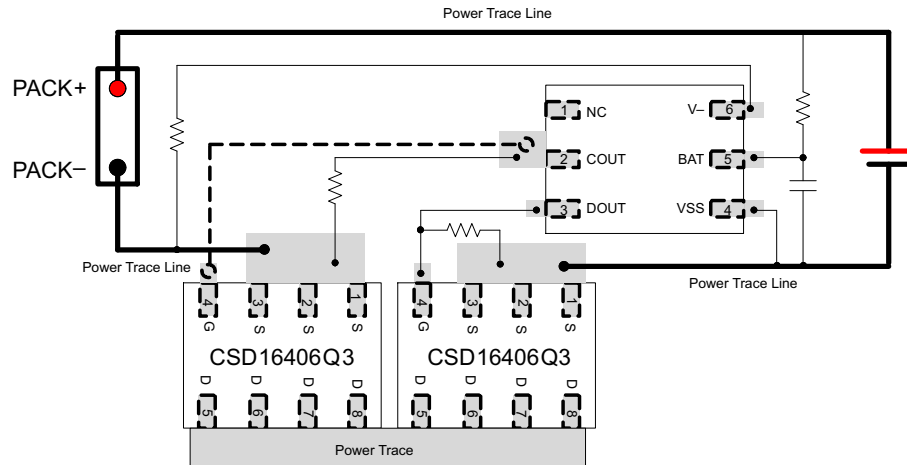 Power Trace Line
PACK+
PACK–
1 NC
V– 6
2 COUT
BAT 5
3 DOUT
VSS 4
Power Trace Line
Power Trace Line
4 3 2 1
G S S S
CSD16406Q3
D D D D
5 6 7 8
4 3 2 1
G S S S
CSD16406Q3
D D D D
5 6 7 8
Power Trace